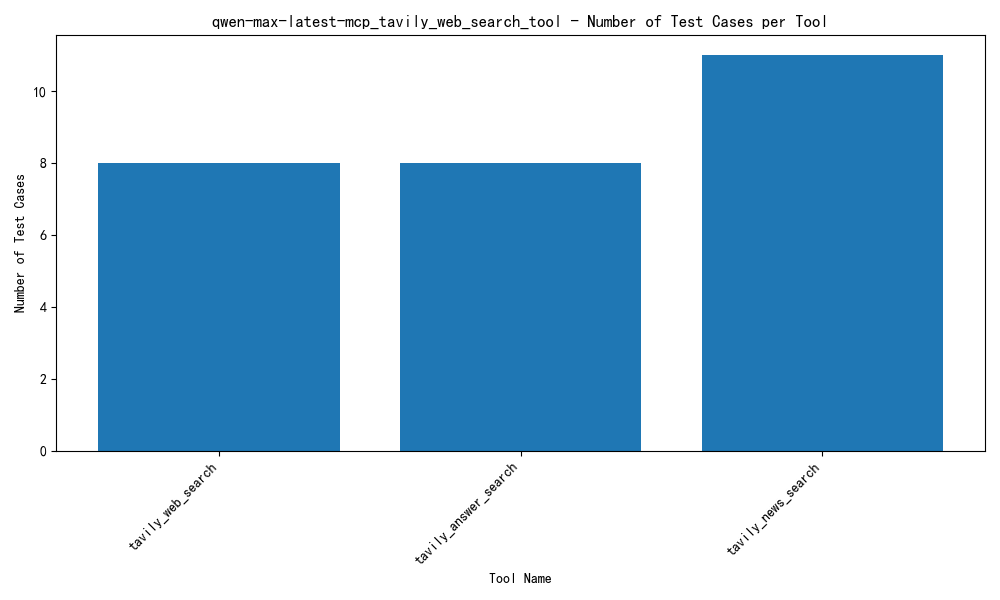 qwen-max-latest-mcp_tavily_web_search_tool - Number of Test Cases per Tool
Number of Test Cases
10
8
6
4
2
0
tavily_web_search
tavily_answer_search
tavily_news_search
Tool Name